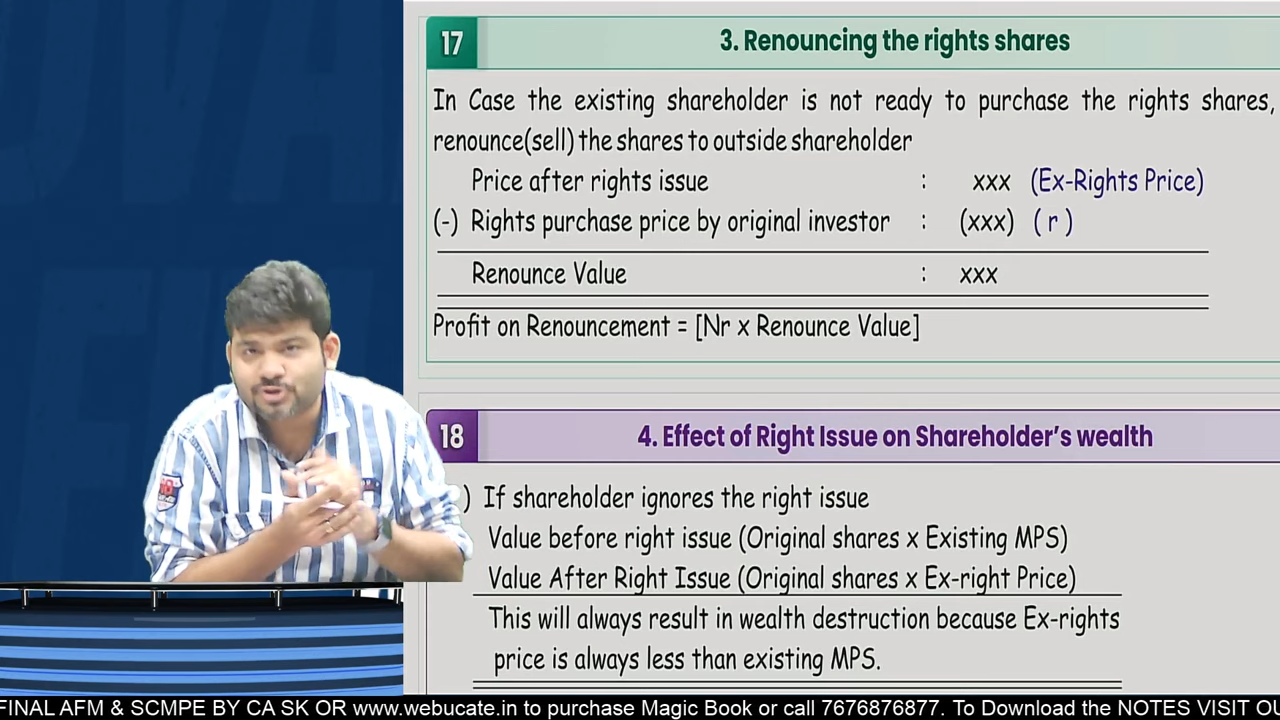 17
3. Renouncing the rights shares
In Case the existing shareholder is not ready to purchase the rights shares,
renounce(sell) the shares to outside shareholder
Price after rights issue : xxx (Ex-Rights Price)
(-) Rights purchase price by original investor : (xxx) ( r )
Renounce Value : xxx
Profit on Renouncement = [Nr x Renounce Value]
18
4. Effect of Right Issue on Shareholder's wealth
) If shareholder ignores the right issue
Value before right issue (Original shares x Existing MPS)
Value After Right Issue (Original shares x Ex-right Price)
This will always result in wealth destruction because Ex-rights
price is always less than existing MPS.
FINAL AFM & SCMPE BY CA SK OR www.webucate.in to purchase Magic Book or call 7676876877. To Download the NOTES VISIT OU